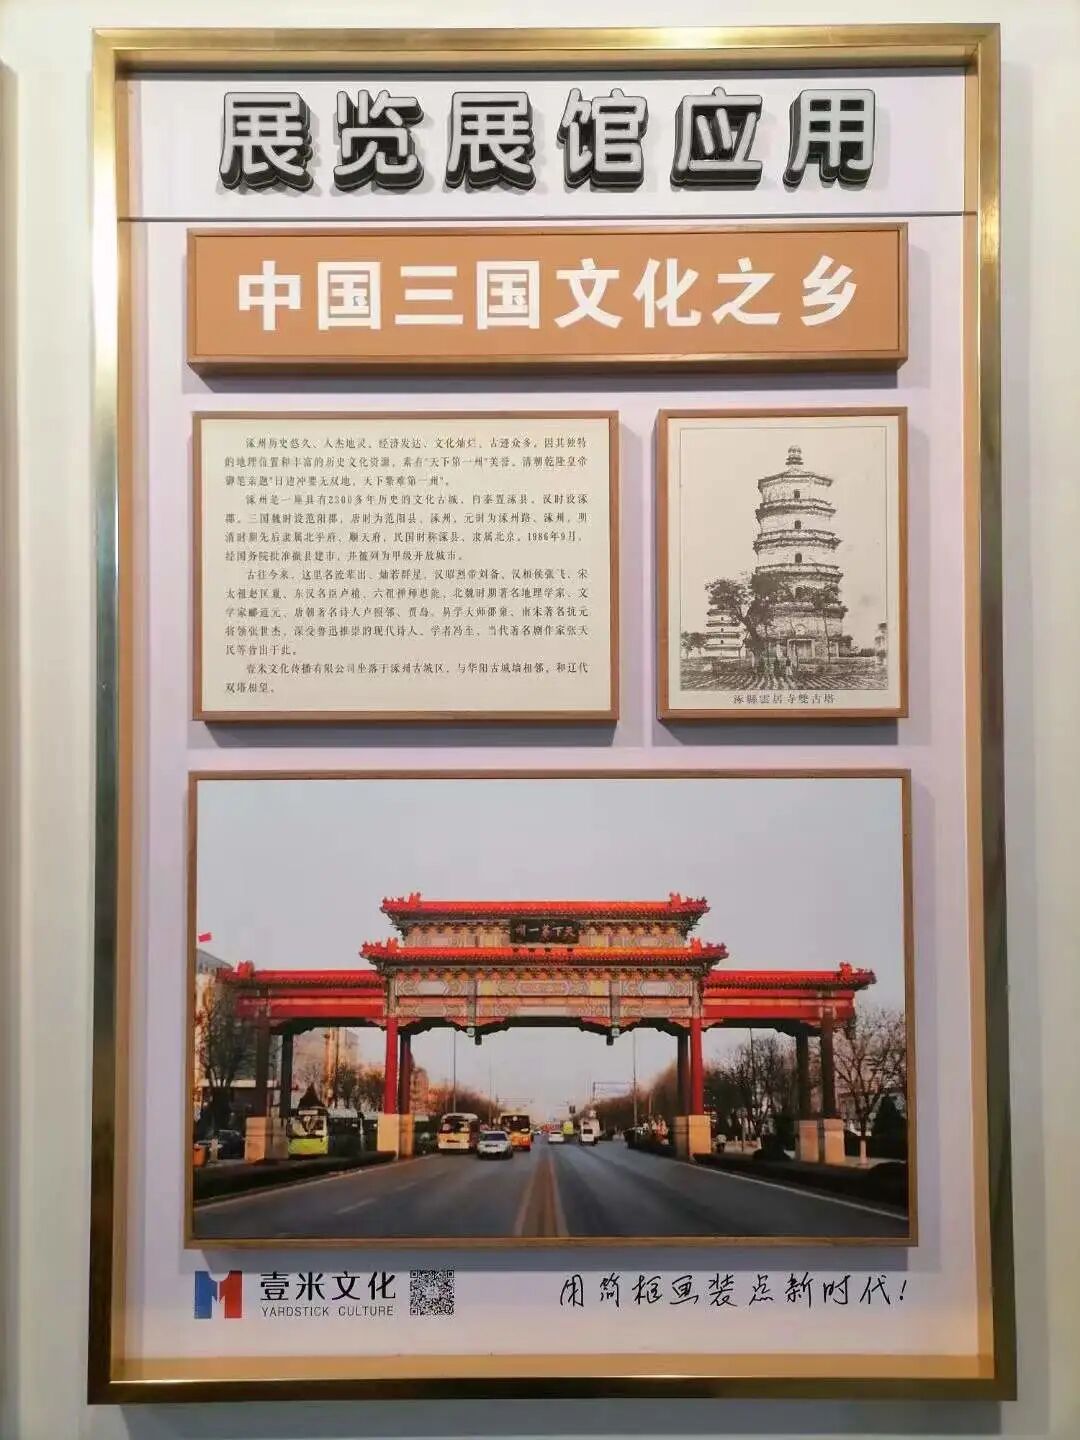 展览展馆应用
中国三国文化之乡
涿州历史悠久、人杰地灵、经济发达、文化灿烂、古迹众多。因其独特
的地理位置和丰富的历史文化资源，素有"天下第一州"美誉。清朝乾隆皇帝
御笔亲题"日边冲要无双地，天下繁难第一州"。
涿州是一座具有2300多年历史的文化古城，自秦置涿县，汉时设涿
郡，三国魏时设范阳郡，唐时为范阳县、涿州，元时为涿州路、涿州，明
清时期先后隶属北平府、顺天府，民国时称涿县，隶属北京。1986年9月，
经国务院批准撤县建市，并被列为甲级开放城市。
古往今来，这里名流辈出、灿若群星，汉昭烈帝刘备、汉桓侯张飞、宋
太祖赵匡胤、东汉名臣卢植、六祖禅师惠能、北魏时期著名地理学家、文
学家郦道元、唐朝著名诗人卢照邻、贾岛、易学大师邵雍、南宋著名抗元
将领张世杰、深受鲁迅推崇的现代诗人、学者冯至、当代著名剧作家张天
民等皆出于此。
壹米文化传播有限公司坐落于涿州古城区，与华阳古城墙相邻，和辽代
双塔相望。
涿縣雲居寺雙古塔
州一第下天
壹米文化
YARDSTICK CULTURE
用简框画装点新时代！